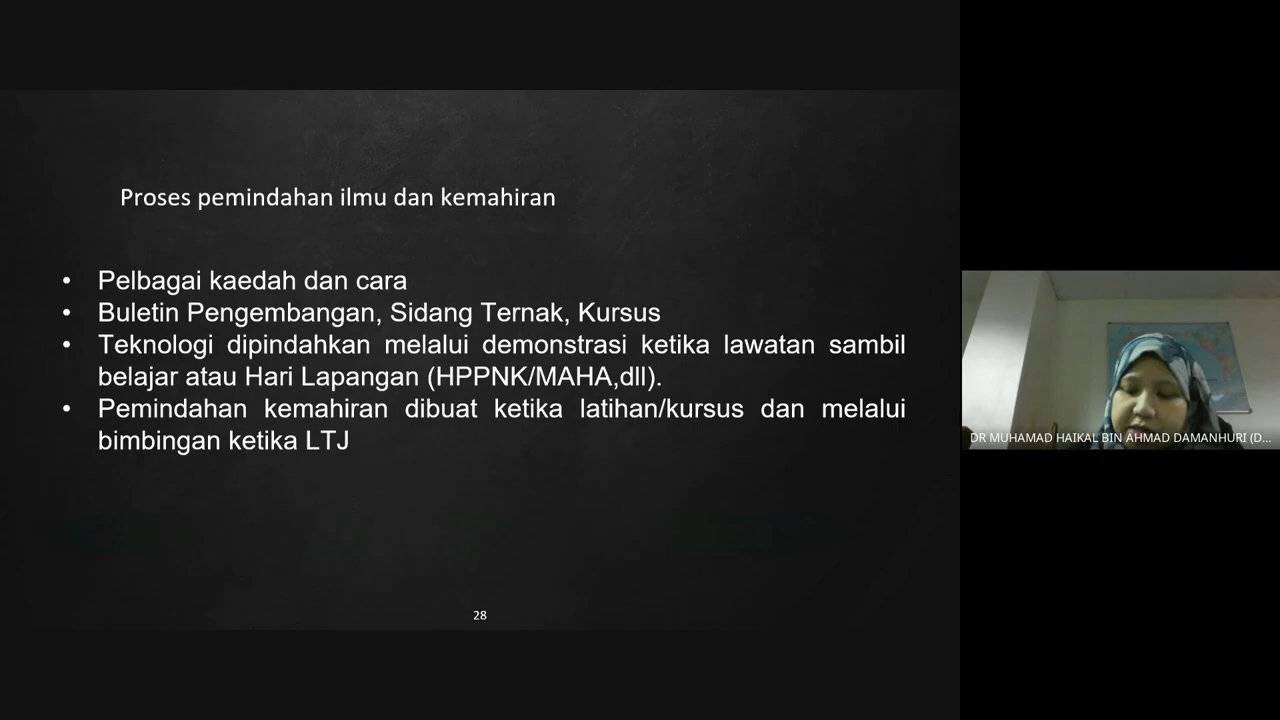 Proses pemindahan ilmu dan kemahiran
• Pelbagai kaedah dan cara
• Buletin Pengembangan, Sidang Ternak, Kursus
• Teknologi dipindahkan melalui demonstrasi ketika lawatan sambil
belajar atau Hari Lapangan (HPPNK/MAHA,dll).
• Pemindahan kemahiran dibuat ketika latihan/kursus dan melalui
bimbingan ketika LTJ
28
DR MUHAMAD HAIKAL BIN AHMAD DAMANHURI (D...